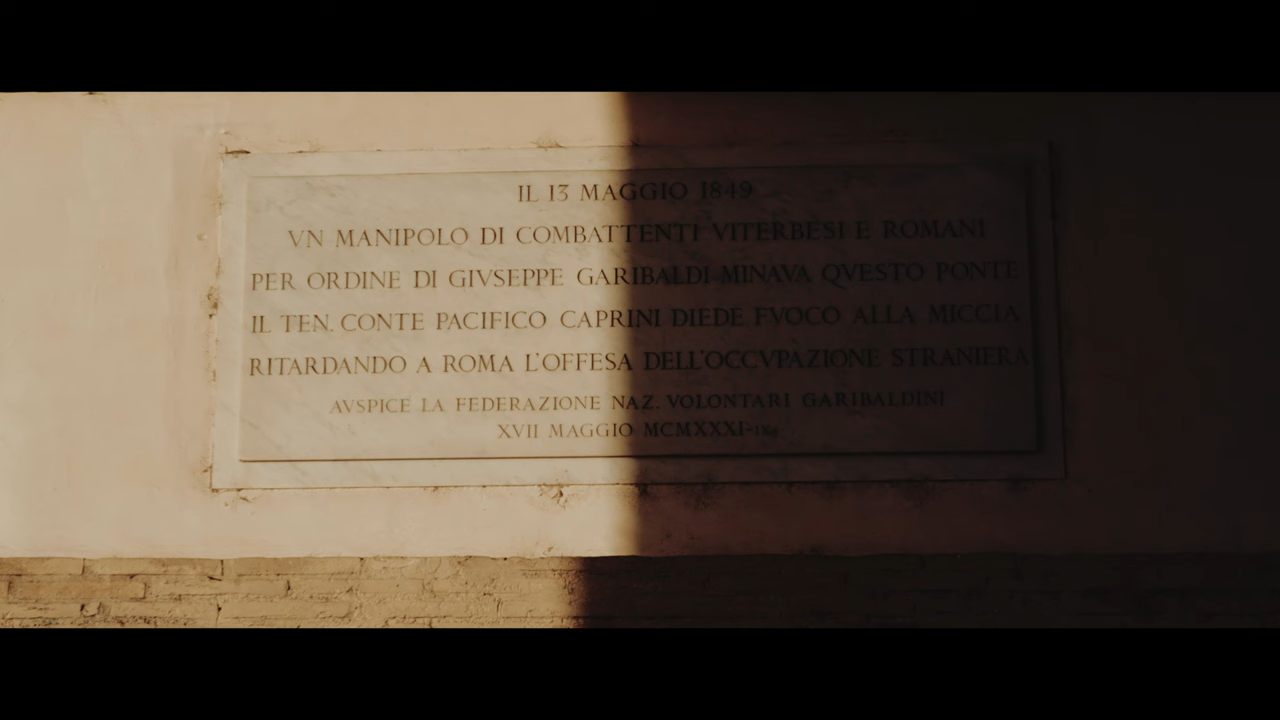 IL 13 MAGGIO 1849
VN MANIPOLO DI COMBATTENTI VITERBESI E ROMANI
PER ORDINE DI GIVSEPPE GARIBALDI MINAVA QVESTO PONTE
IL TEN. CONTE PACIFICO CAPRINI DIEDE FVOCO ALLA MICCIA
RITARDANDO A ROMA L'OFFESA DELL'OCCVPAZIONE STRANIERA
AVSPICE LA FEDERAZIONE NAZ. VOLONTARI GARIBALDINI
XVII MAGGIO MCMXXXI